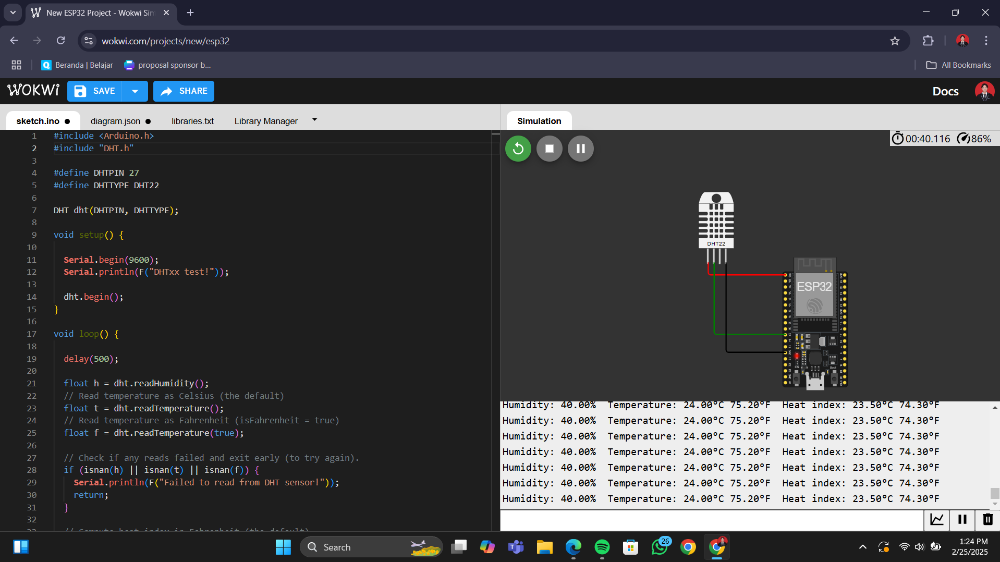 New ESP32 Project - Wokwi Sim
wokwi.com/projects/new/esp32
Beranda | Belajar
proposal sponsor b...
All Bookmarks
WOKWi
SAVE
SHARE
Docs
sketch.ino
diagram.json
libraries.txt
Library Manager
1 #include <Arduino.h>
2 #include "DHT.h"
3
4 #define DHTPIN 27
5 #define DHTTYPE DHT22
6
7 DHT dht(DHTPIN, DHTTYPE);
8
9 void setup() {
10
11 Serial.begin(9600);
12 Serial.println(F("DHTxx test!"));
13
14 dht.begin();
15 }
16
17 void loop() {
18
19 delay(500);
20
21 float h = dht.readHumidity();
22 // Read temperature as Celsius (the default)
23 float t = dht.readTemperature();
24 // Read temperature as Fahrenheit (isFahrenheit = true)
25 float f = dht.readTemperature(true);
26
27 // Check if any reads failed and exit early (to try again).
28 if (isnan(h) || isnan(t) || isnan(f)) {
29 Serial.println(F("Failed to read from DHT sensor!"));
30 return;
31 }
32
33 // Compute heat index in Fahrenheit (the default)
Simulation
00:40.116 86%
DHT22
ESP32
Boot
Humidity: 40.00% Temperature: 24.00°C 75.20°F Heat index: 23.50°C 74.30°F
Humidity: 40.00% Temperature: 24.00°C 75.20°F Heat index: 23.50°C 74.30°F
Humidity: 40.00% Temperature: 24.00°C 75.20°F Heat index: 23.50°C 74.30°F
Humidity: 40.00% Temperature: 24.00°C 75.20°F Heat index: 23.50°C 74.30°F
Humidity: 40.00% Temperature: 24.00°C 75.20°F Heat index: 23.50°C 74.30°F
Humidity: 40.00% Temperature: 24.00°C 75.20°F Heat index: 23.50°C 74.30°F
Humidity: 40.00% Temperature: 24.00°C 75.20°F Heat index: 23.50°C 74.30°F
Search
26
1:24 PM
2/25/2025